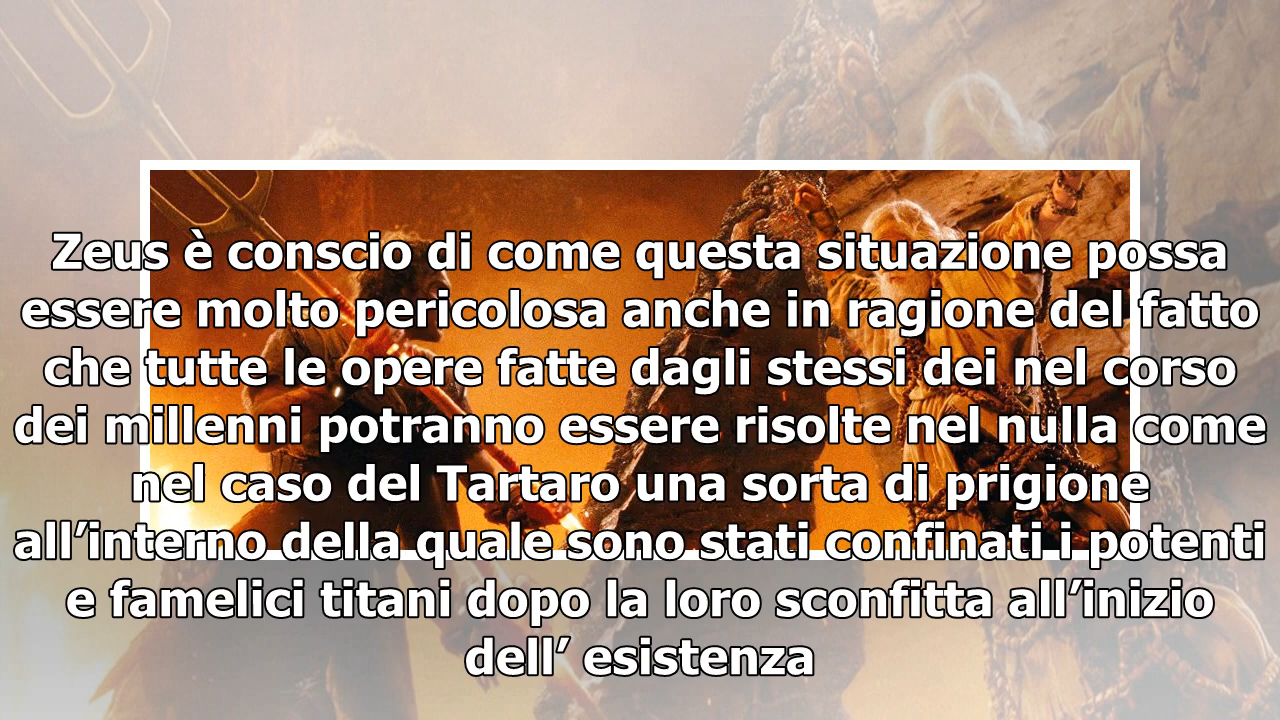 Zeus è conscio di come questa situazione possa
essere molto pericolosa anche in ragione del fatto
che tutte le opere fatte dagli stessi dei nel corso
dei millenni potranno essere risolte nel nulla come
nel caso del Tartaro una sorta di prigione
all’interno della quale sono stati confinati i potenti
e famelici titani dopo la loro sconfitta all’inizio
dell’ esistenza